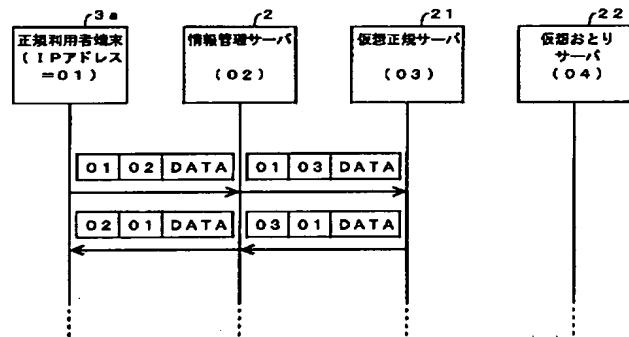 3a
2
21
22
正規利用者端末
(IPアドレス
=01)
情報管理サーバ
(02)
仮想正規サーバ
(03)
仮想おとり
サーバ
(04)
01 02 DATA
01 03 DATA
02 01 DATA
03 01 DATA